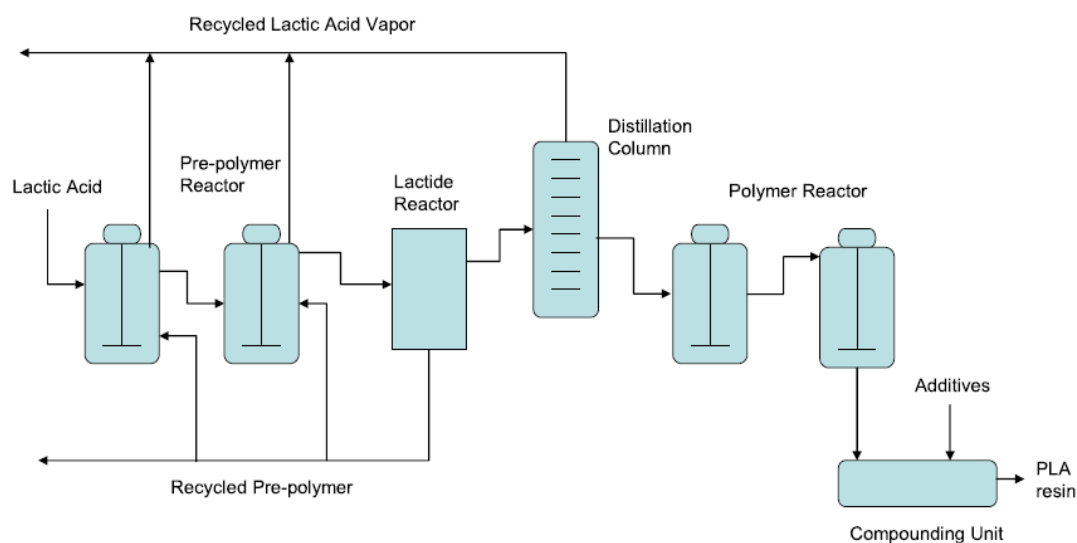 Recycled Lactic Acid Vapor
Distillation
Column
Pre-polymer
Reactor
Lactic Acid
Lactide
Reactor
Polymer Reactor
Additives
Recycled Pre-polymer
PLA
resin
Compounding Unit